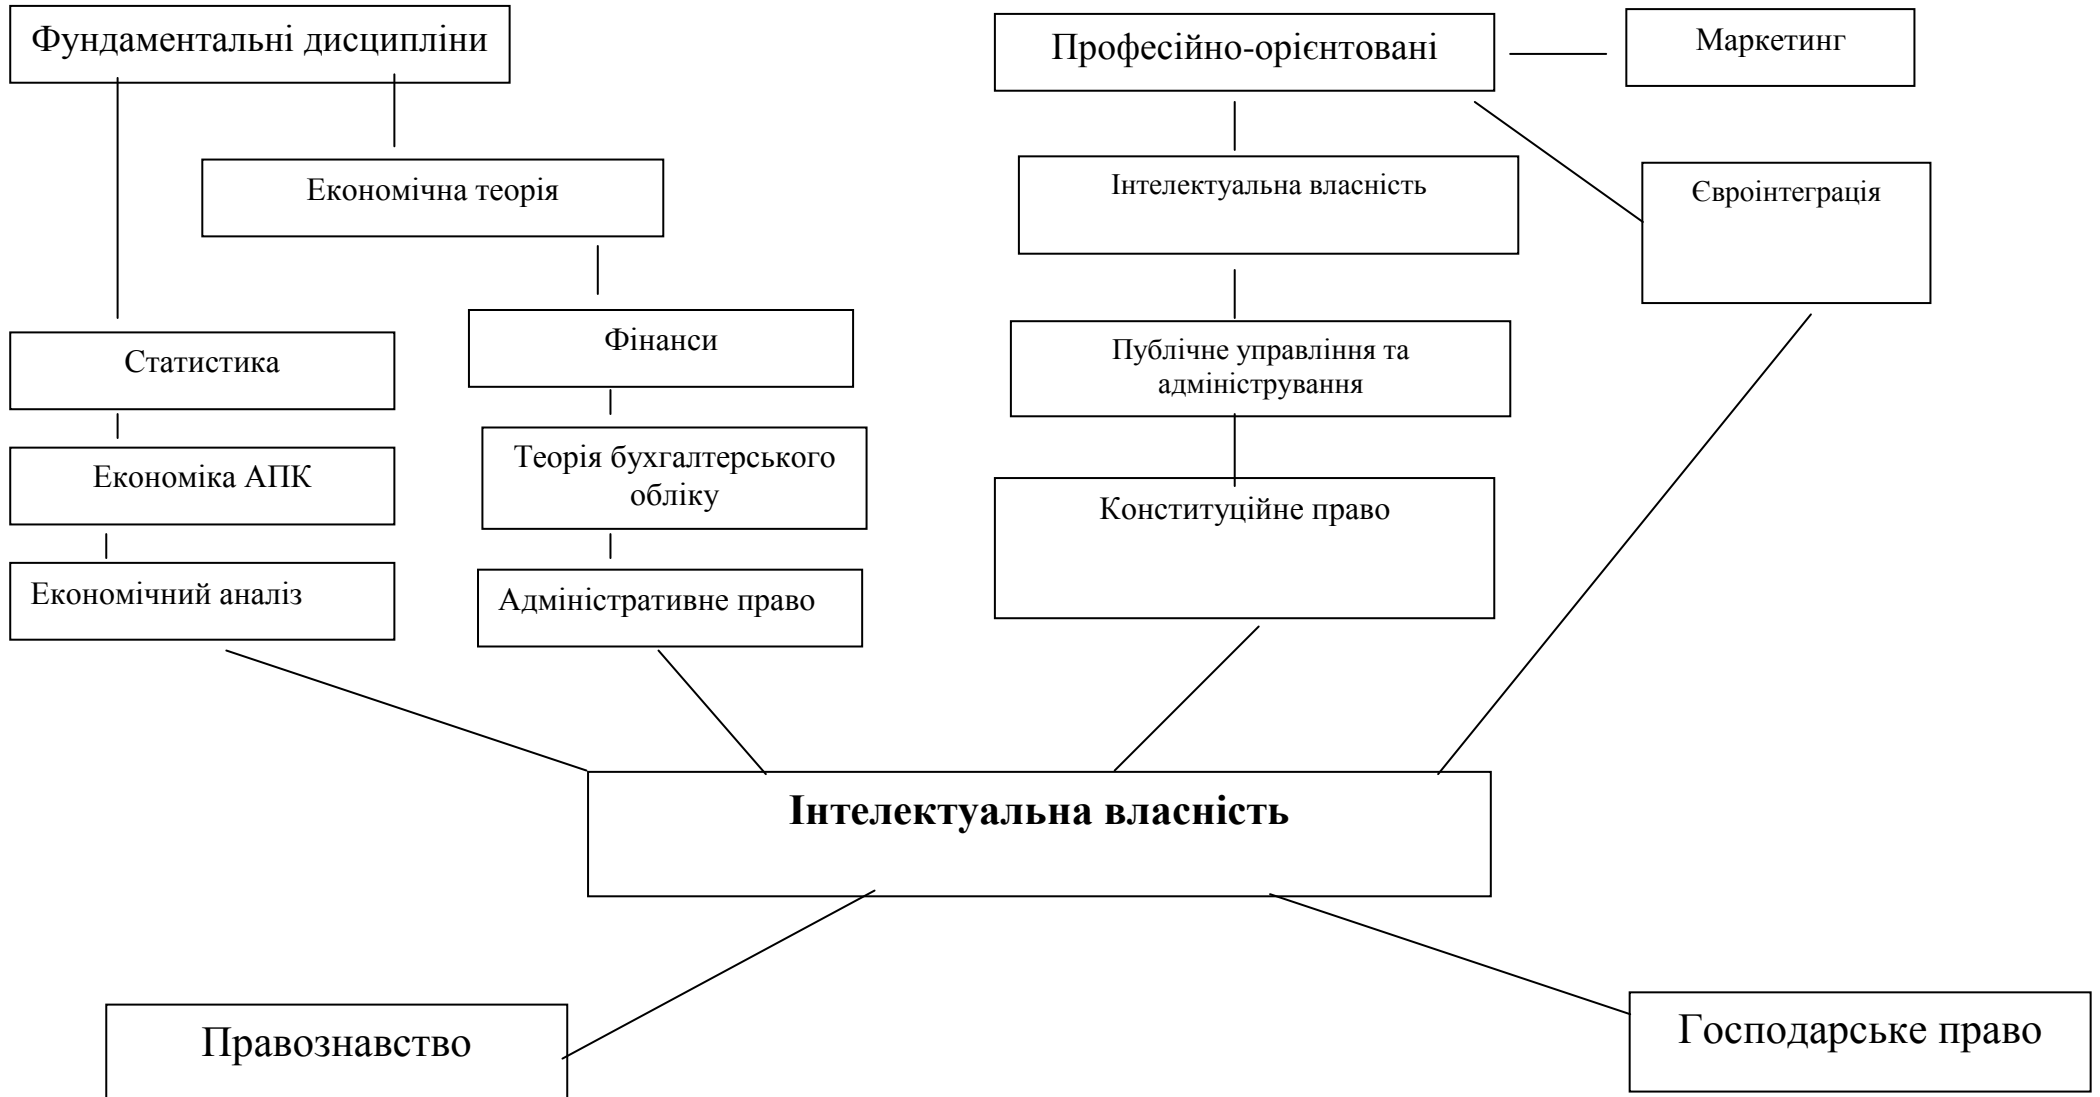 Фундаментальні дисципліни
Професійно-орієнтовані
Маркетинг
Економічна теорія
Інтелектуальна власність
Євроінтеграція
Статистика
Фінанси
Публічне управління та
адміністрування
Економіка АПК
Теорія бухгалтерського
обліку
Конституційне право
Економічний аналіз
Адміністративне право
Інтелектуальна власність
Правознавство
Господарське право